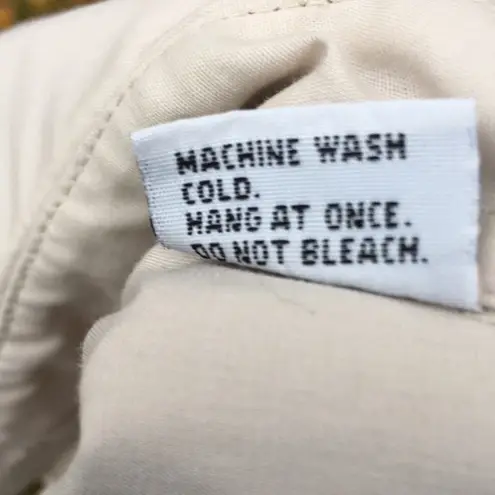 MACHINE WASH
COLD.
HANG AT ONCE.
DO NOT BLEACH.